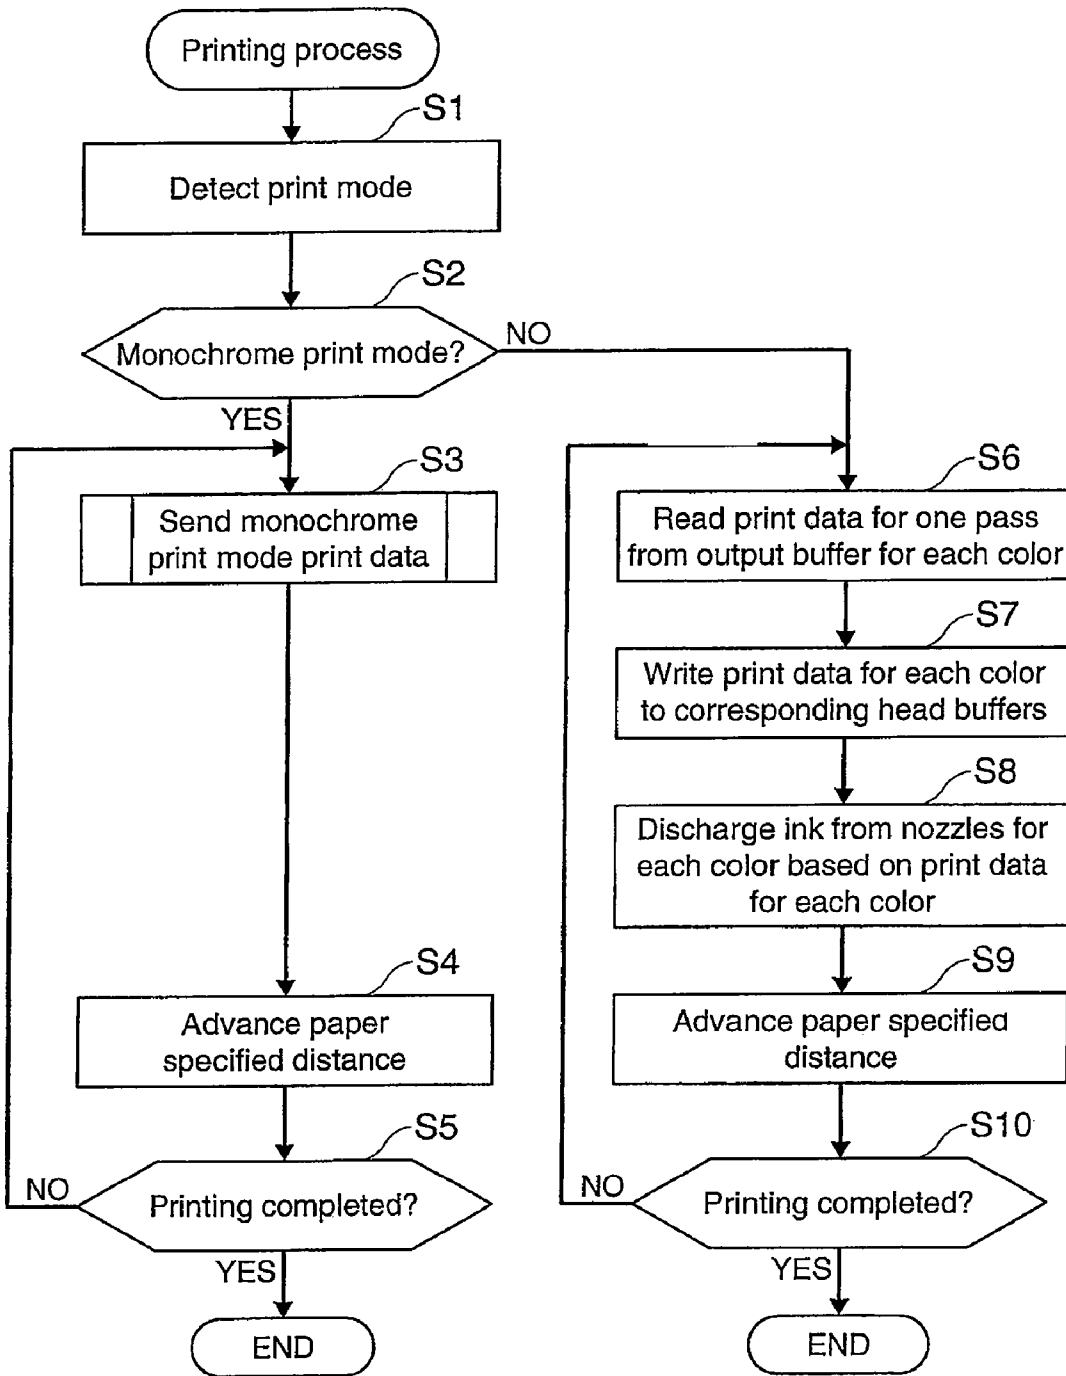 Printing process
S1
Detect print mode
S2
Monochrome print mode?
NO
YES
S3
Send monochrome
print mode print data
S4
Advance paper
specified distance
S5
Printing completed?
NO
YES
END
S6
Read print data for one pass
from output buffer for each color
S7
Write print data for each color
to corresponding head buffers
S8
Discharge ink from nozzles for
each color based on print data
for each color
S9
Advance paper specified
distance
S10
Printing completed?
NO
YES
END